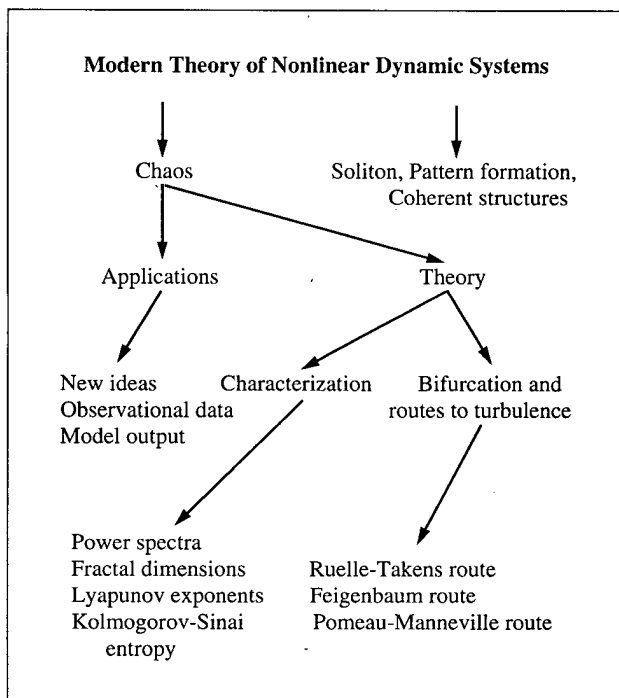 Modern Theory of Nonlinear Dynamic Systems
Chaos
Soliton, Pattern formation,
Coherent structures
Applications
Theory
New ideas
Observational data
Model output
Characterization
Bifurcation and
routes to turbulence
Power spectra
Fractal dimensions
Lyapunov exponents
Kolmogorov-Sinai
entropy
Ruelle-Takens route
Feigenbaum route
Pomeau-Manneville route